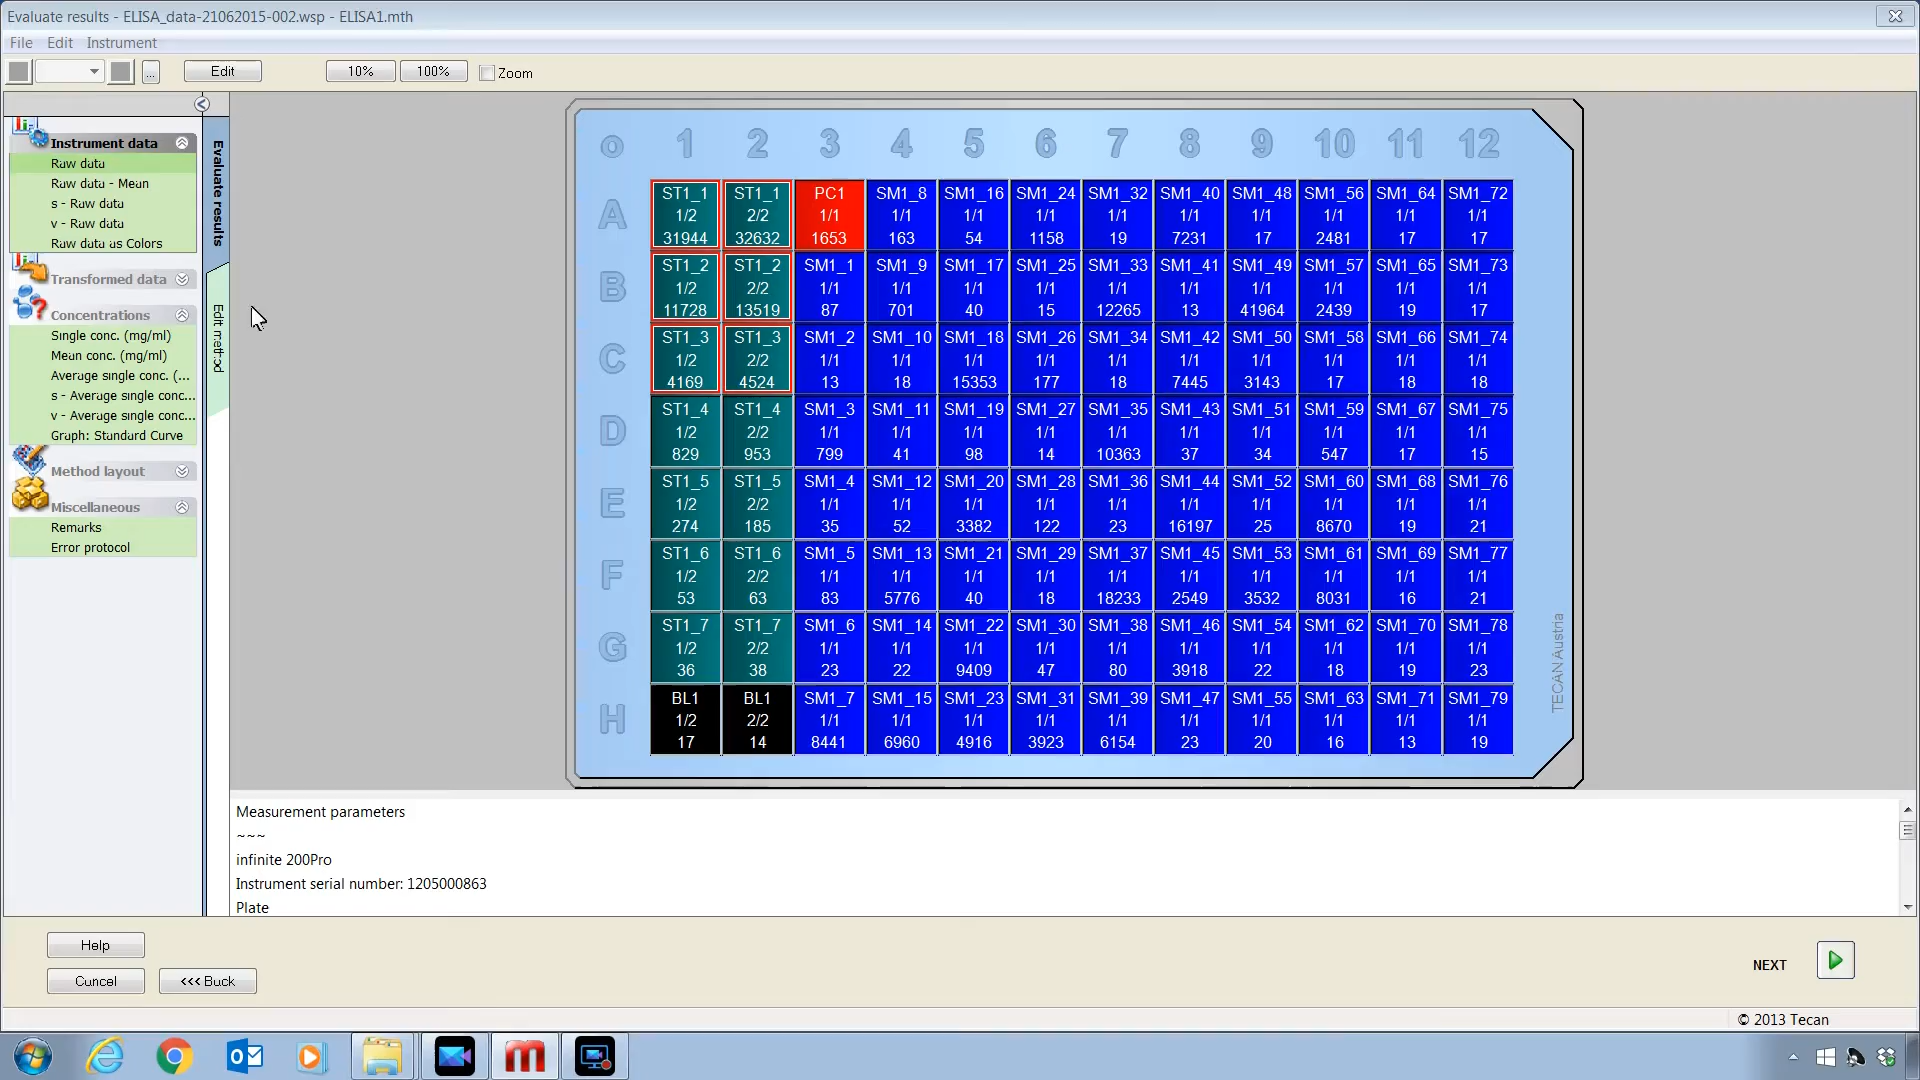 Evaluate results - ELISA_data-21062015-002.wsp - ELISA1.mth
File Edit Instrument
... Edit 10% 100% Zoom
Instrument data
Raw data
Raw data - Mean
s - Raw data
v - Raw data
Raw data as Colors
Transformed data
Concentrations
Single conc. (mg/ml)
Mean conc. (mg/ml)
Average single conc. (...
s - Average single conc...
v - Average single conc...
Graph: Standard Curve
Method layout
Miscellaneous
Remarks
Error protocol
Evaluate results
Edit method
o 1 2 3 4 5 6 7 8 9 10 11 12
A
ST1_1 ST1_1 PC1 SM1_8 SM1_16 SM1_24 SM1_32 SM1_40 SM1_48 SM1_56 SM1_64 SM1_72
1/2 2/2 1/1 1/1 1/1 1/1 1/1 1/1 1/1 1/1 1/1 1/1
31944 32632 1653 163 54 1158 19 7231 17 2481 17 17
B
ST1_2 ST1_2 SM1_1 SM1_9 SM1_17 SM1_25 SM1_33 SM1_41 SM1_49 SM1_57 SM1_65 SM1_73
1/2 2/2 1/1 1/1 1/1 1/1 1/1 1/1 1/1 1/1 1/1 1/1
11728 13519 87 701 40 15 12265 13 41964 2439 19 17
C
ST1_3 ST1_3 SM1_2 SM1_10 SM1_18 SM1_26 SM1_34 SM1_42 SM1_50 SM1_58 SM1_66 SM1_74
1/2 2/2 1/1 1/1 1/1 1/1 1/1 1/1 1/1 1/1 1/1 1/1
4169 4524 13 18 15353 177 18 7445 3143 17 18 18
D
ST1_4 ST1_4 SM1_3 SM1_11 SM1_19 SM1_27 SM1_35 SM1_43 SM1_51 SM1_59 SM1_67 SM1_75
1/2 2/2 1/1 1/1 1/1 1/1 1/1 1/1 1/1 1/1 1/1 1/1
829 953 799 41 98 14 10363 37 34 547 17 15
E
ST1_5 ST1_5 SM1_4 SM1_12 SM1_20 SM1_28 SM1_36 SM1_44 SM1_52 SM1_60 SM1_68 SM1_76
1/2 2/2 1/1 1/1 1/1 1/1 1/1 1/1 1/1 1/1 1/1 1/1
274 185 35 52 3382 122 23 16197 25 8670 19 21
F
ST1_6 ST1_6 SM1_5 SM1_13 SM1_21 SM1_29 SM1_37 SM1_45 SM1_53 SM1_61 SM1_69 SM1_77
1/2 2/2 1/1 1/1 1/1 1/1 1/1 1/1 1/1 1/1 1/1 1/1
53 63 83 5776 40 18 18233 2549 3532 8031 16 21
G
ST1_7 ST1_7 SM1_6 SM1_14 SM1_22 SM1_30 SM1_38 SM1_46 SM1_54 SM1_62 SM1_70 SM1_78
1/2 2/2 1/1 1/1 1/1 1/1 1/1 1/1 1/1 1/1 1/1 1/1
36 38 23 22 9409 47 80 3918 22 18 19 23
H
BL1 BL1 SM1_7 SM1_15 SM1_23 SM1_31 SM1_39 SM1_47 SM1_55 SM1_63 SM1_71 SM1_79
1/2 2/2 1/1 1/1 1/1 1/1 1/1 1/1 1/1 1/1 1/1 1/1
17 14 8441 6960 4916 3923 6154 23 20 16 13 19
TECAN Austria
Measurement parameters
~~~
infinite 200Pro
Instrument serial number: 1205000863
Plate
Help
Cancel <<< Back
NEXT
© 2013 Tecan